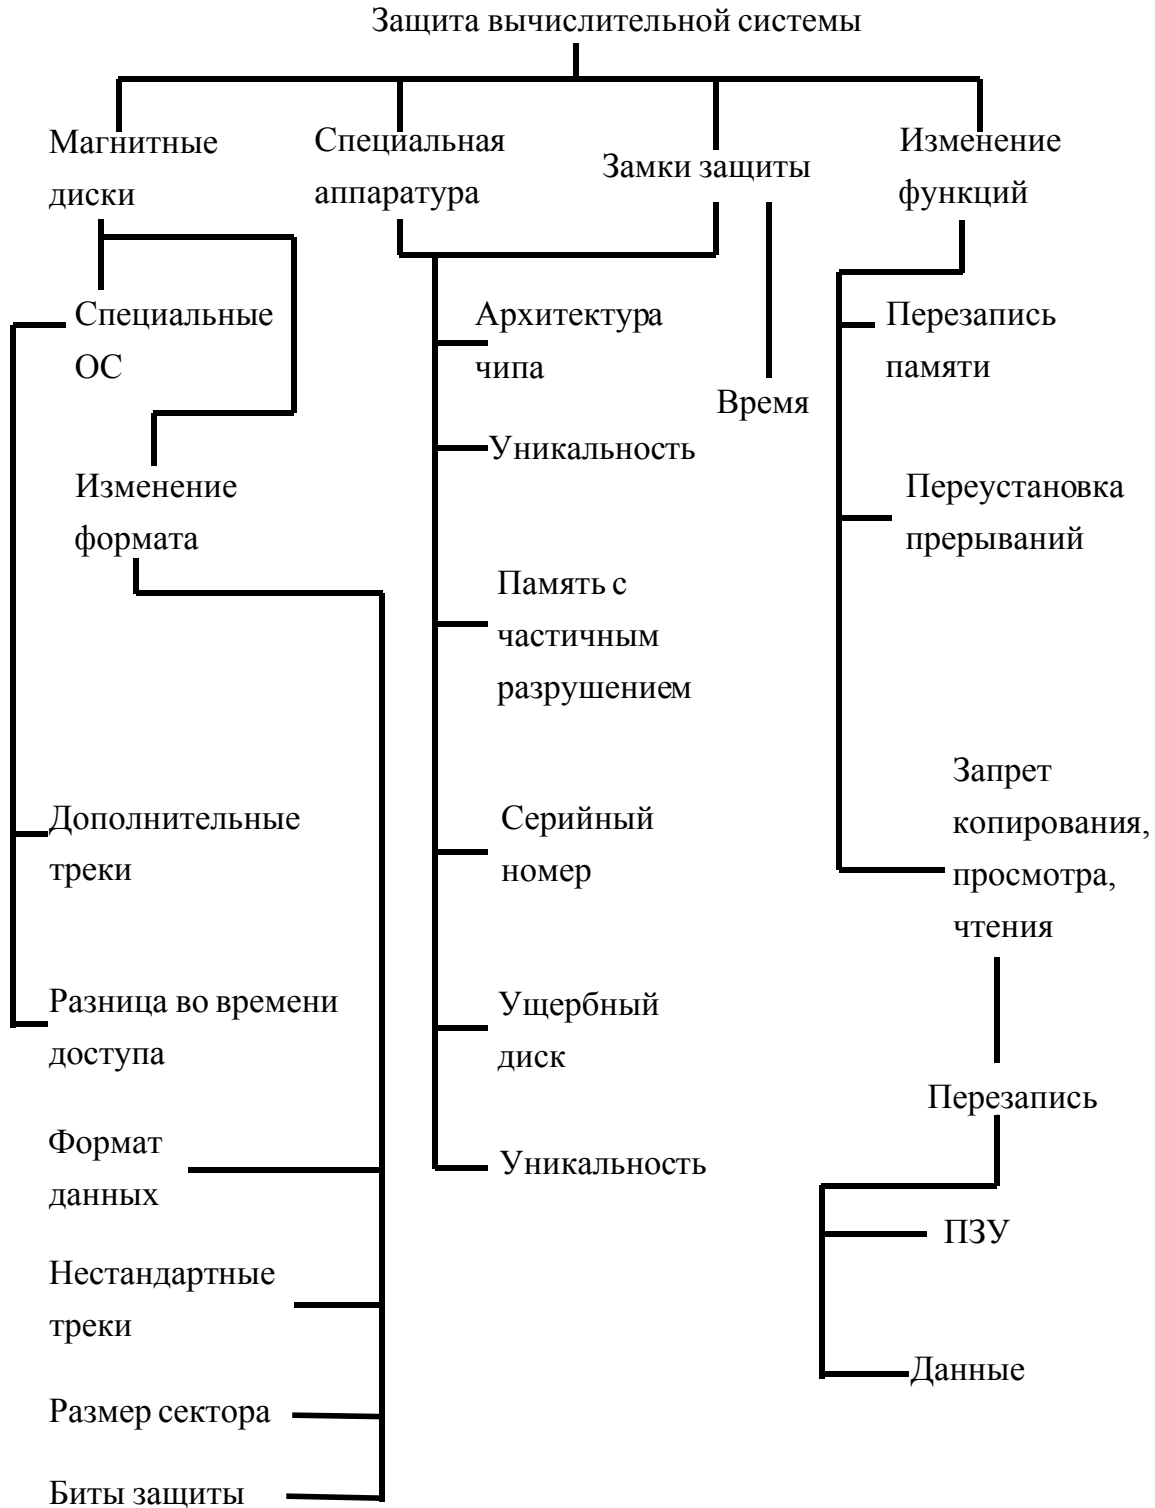 Защита вычислительной системы
Магнитные
диски
Специальная
аппаратура
Замки защиты
Изменение
функций
Специальные
ОС
Изменение
формата
Дополнительные
треки
Разница во времени
доступа
Формат
данных
Нестандартные
треки
Размер сектора
Биты защиты
Архитектура
чипа
Уникальность
Память с
частичным
разрушением
Серийный
номер
Ущербный
диск
Уникальность
Время
Перезапись
памяти
Переустановка
прерываний
Запрет
копирования,
просмотра,
чтения
Перезапись
ПЗУ
Данные